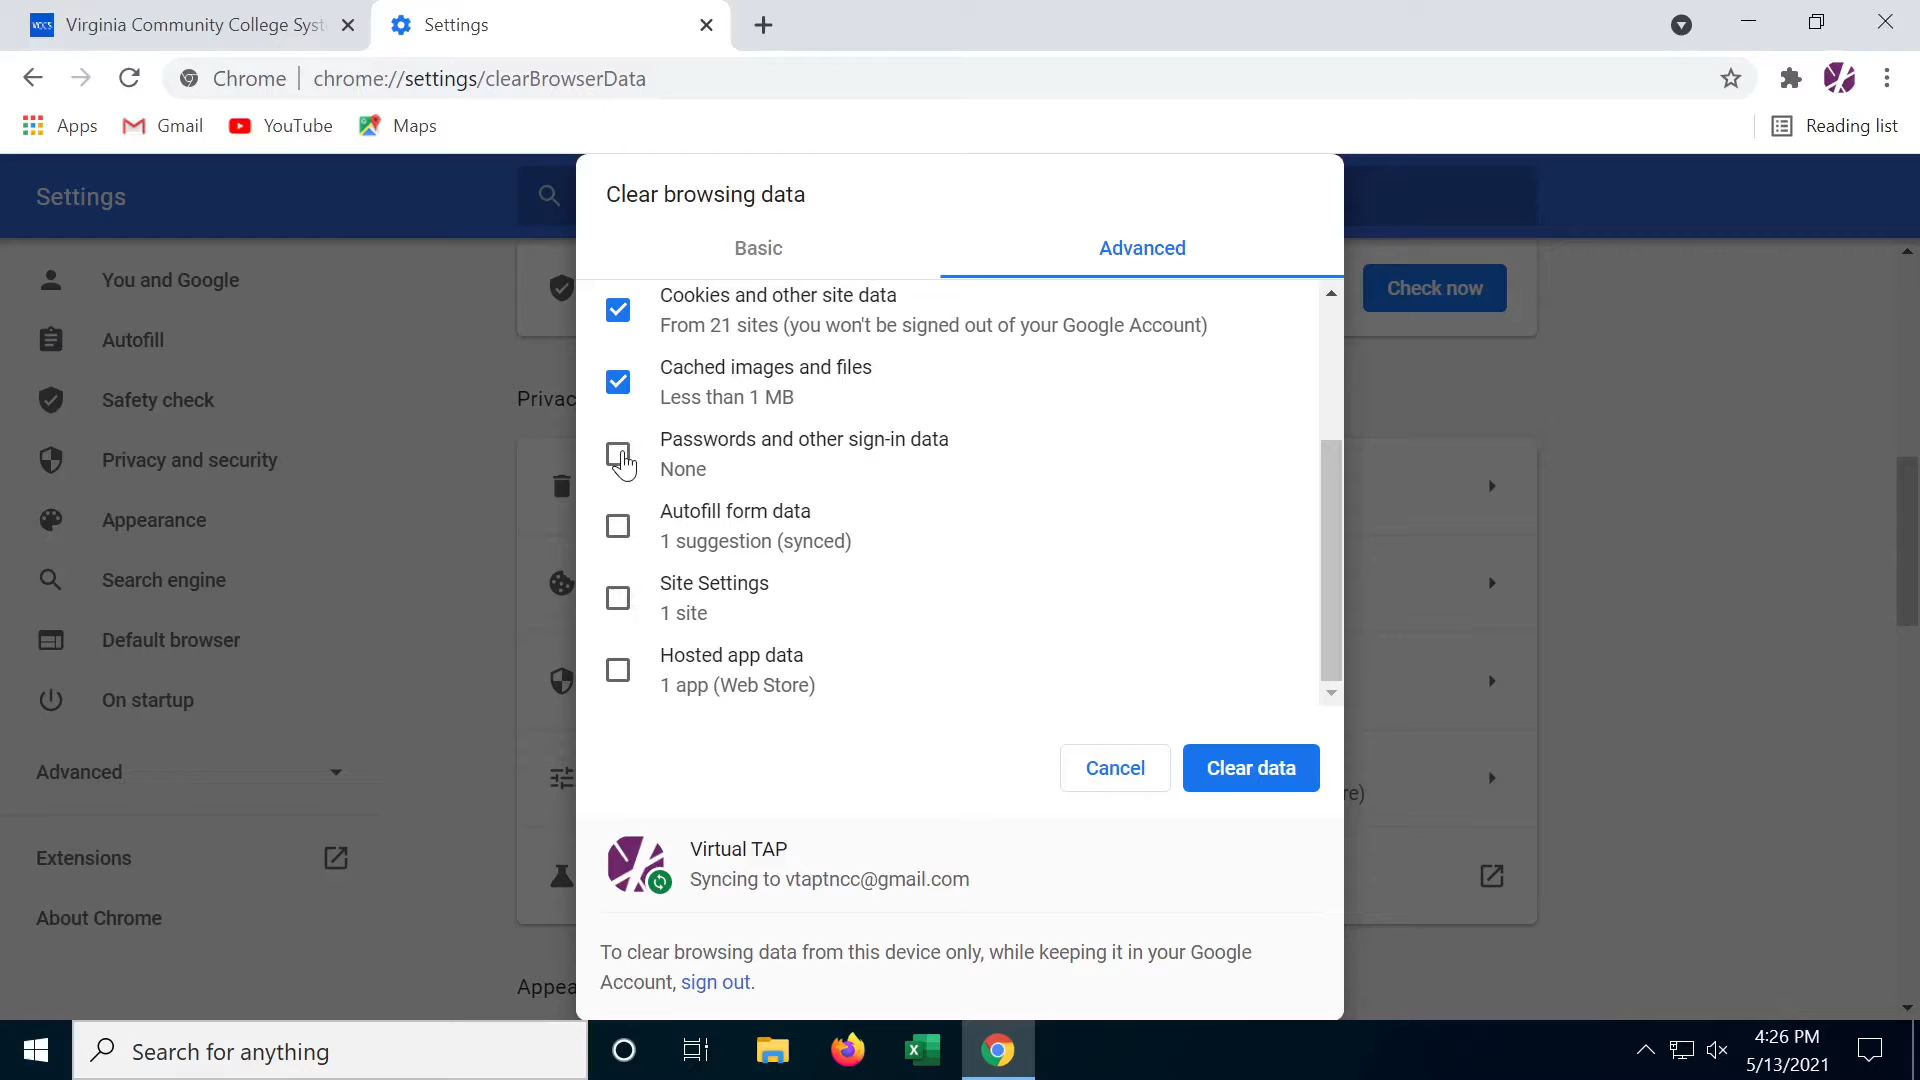 VCCS Virginia Community College Syst
Settings
Chrome | chrome://settings/clearBrowserData
Apps Gmail YouTube Maps Reading list
Settings
You and Google
Autofill
Safety check
Privacy and security
Appearance
Search engine
Default browser
On startup
Advanced
Extensions
About Chrome
Check now
Privac
re)
Appea
Clear browsing data
Basic Advanced
Cookies and other site data
From 21 sites (you won't be signed out of your Google Account)
Cached images and files
Less than 1 MB
Passwords and other sign-in data
None
Autofill form data
1 suggestion (synced)
Site Settings
1 site
Hosted app data
1 app (Web Store)
Cancel Clear data
Virtual TAP
Syncing to vtaptncc@gmail.com
To clear browsing data from this device only, while keeping it in your Google
Account, sign out.
Search for anything
4:26 PM
5/13/2021